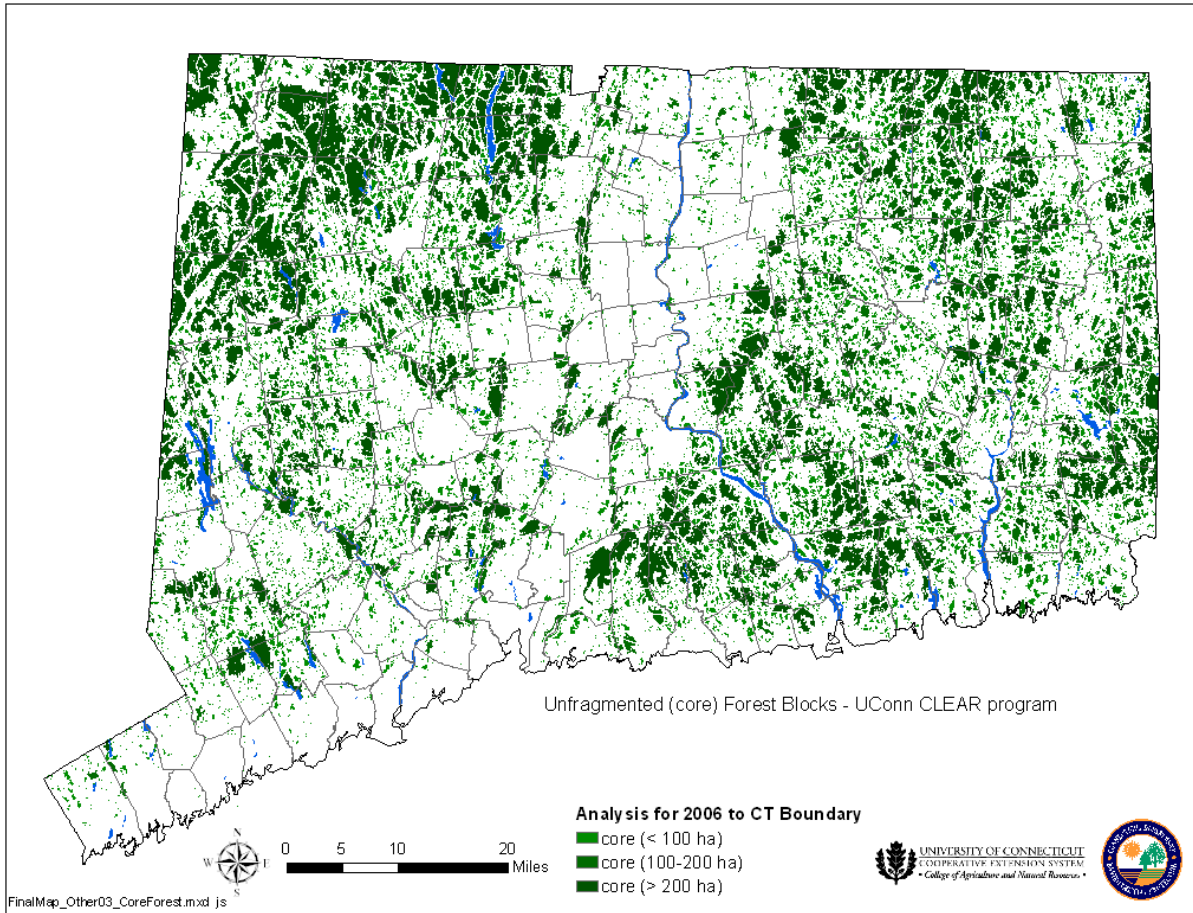 Unfragmented (core) Forest Blocks - UConn CLEAR program
Analysis for 2006 to CT Boundary
core (< 100 ha)
core (100-200 ha)
core (> 200 ha)
N
W E
S
0 5 10 20
Miles
UNIVERSITY OF CONNECTICUT
COOPERATIVE EXTENSION SYSTEM
• College of Agriculture and Natural Resources •
FinalMap_Other03_CoreForest.mxd js